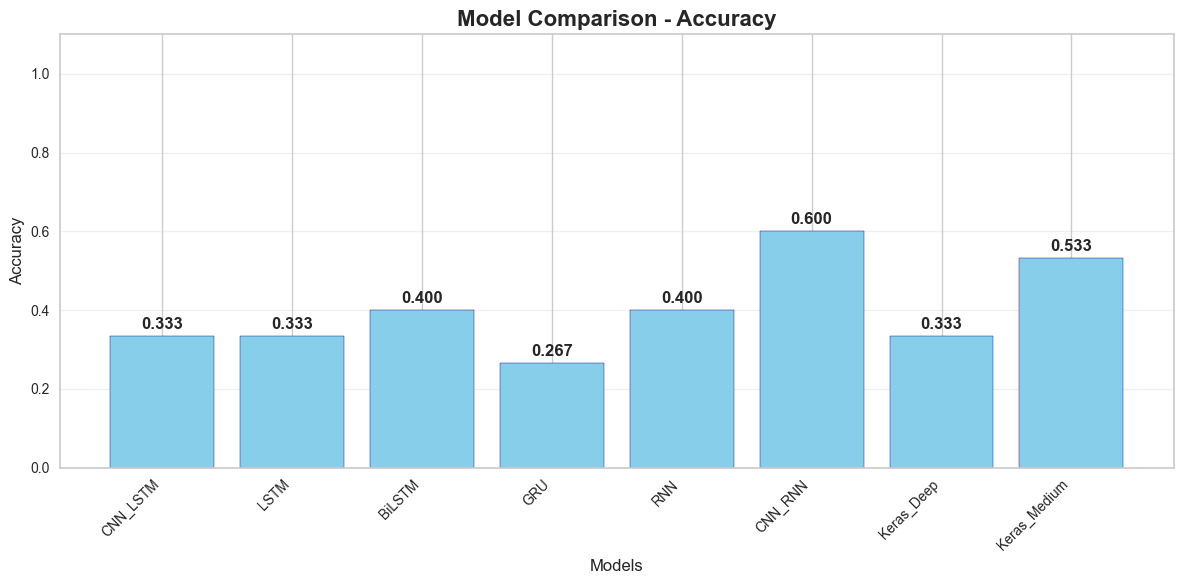 Model Comparison - Accuracy
Accuracy
1.0
0.8
0.6
0.4
0.2
0.0
0.333
0.333
0.400
0.267
0.400
0.600
0.333
0.533
CNN_LSTM
LSTM
BiLSTM
GRU
RNN
CNN_RNN
Keras_Deep
Keras_Medium
Models